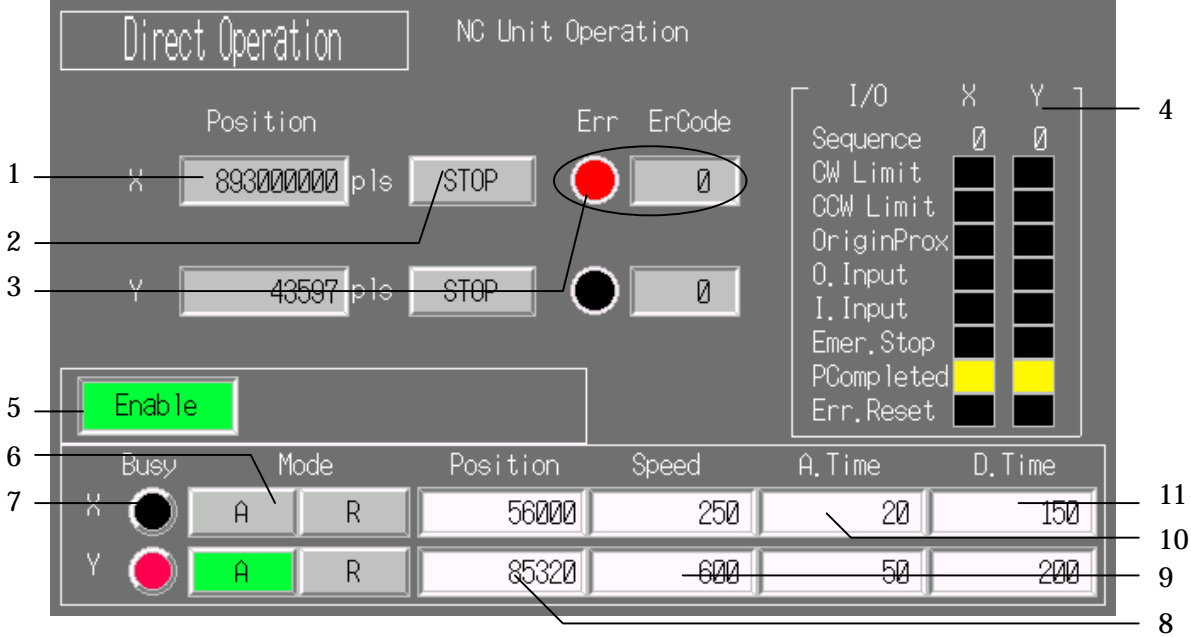 Direct Operation NC Unit Operation
I/O X Y 4
Position Err ErCode
Sequence 0 0
1 X 893000000 pls STOP 0 CW Limit
CCW Limit
2 OriginProx
3 Y 43597 pls STOP 0 O.Input
I.Input
Emer.Stop
PCompleted
5 Enable Err.Reset
6 Busy Mode Position Speed A.Time D.Time
7 X A R 56000 250 20 150 11
10
Y A R 85320 600 50 200 9
8